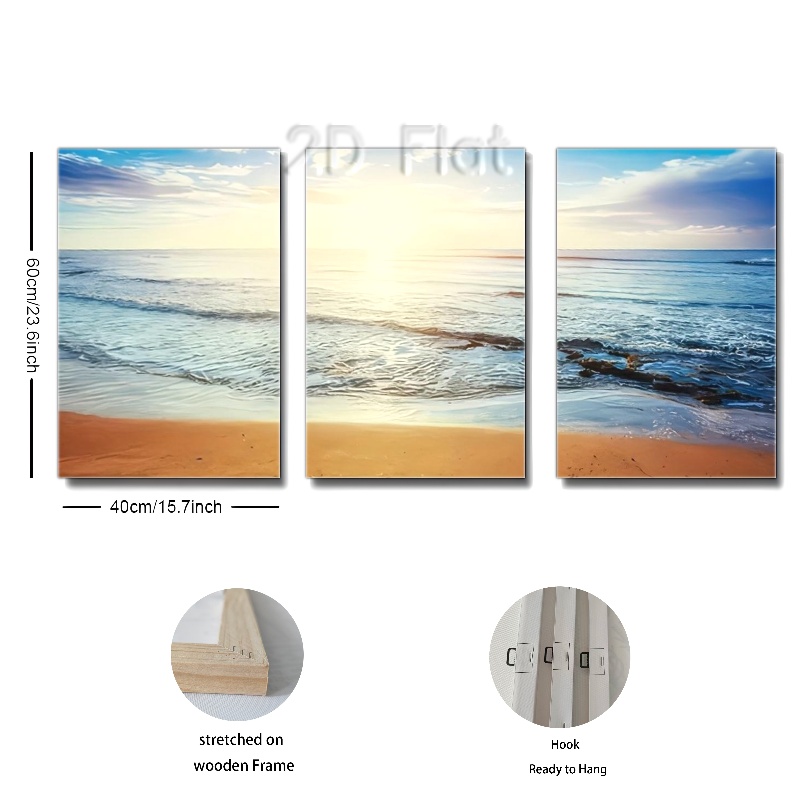 2D Flat
60cm/23.6inch
40cm/15.7inch
stretched on
wooden Frame
Hook
Ready to Hang